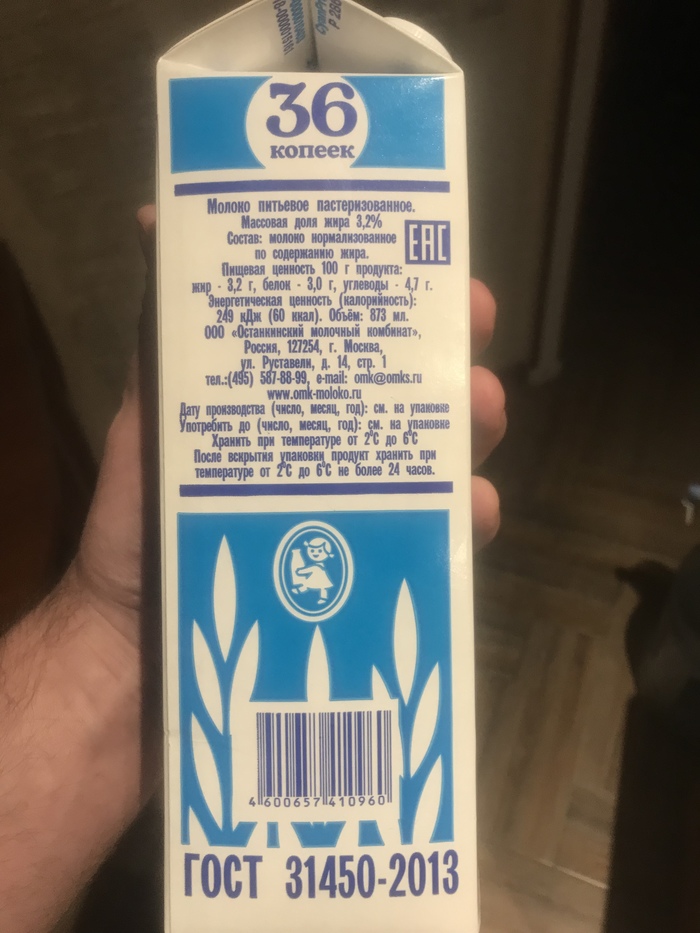 36
копеек
Молоко питьевое пастеризованное.
Массовая доля жира 3,2%
Состав: молоко нормализованное
по содержанию жира.
EAC
Пищевая ценность 100 г продукта:
жир - 3,2 г, белок - 3,0 г, углеводы - 4,7 г.
Энергетическая ценность (калорийность):
249 кДж (60 ккал). Объём: 873 мл.
ООО «Останкинский молочный комбинат»,
Россия, 127254, г. Москва,
ул. Руставели, д. 14, стр. 1
тел.:(495) 587-88-99, e-mail: omk@omks.ru
www.omk-moloko.ru
Дату производства (число, месяц, год): см. на упаковке
Употребить до (число, месяц, год): см. на упаковке
Хранить при температуре от 2°С до 6°С
После вскрытия упаковки продукт хранить при
температуре от 2°С до 6°С не более 24 часов.
4 600657 410960
ГОСТ 31450-2013